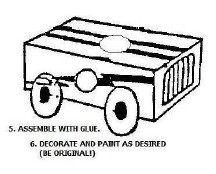 5. ASSEMBLE WITH GLUE.
6. DECORATE AND PAINT AS DESIRED
(BE ORIGINAL!)